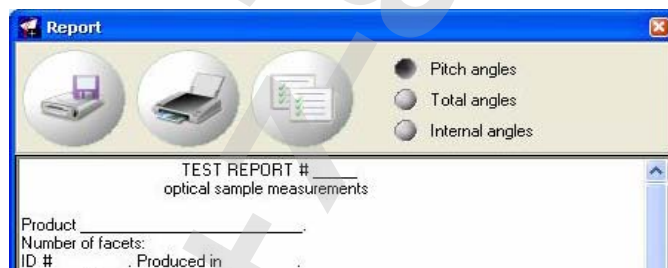 Report
Pitch angles
Total angles
Internal angles
TEST REPORT # _____
optical sample measurements
Product _________________________.
Number of facets:
ID # ________. Produced in ________.